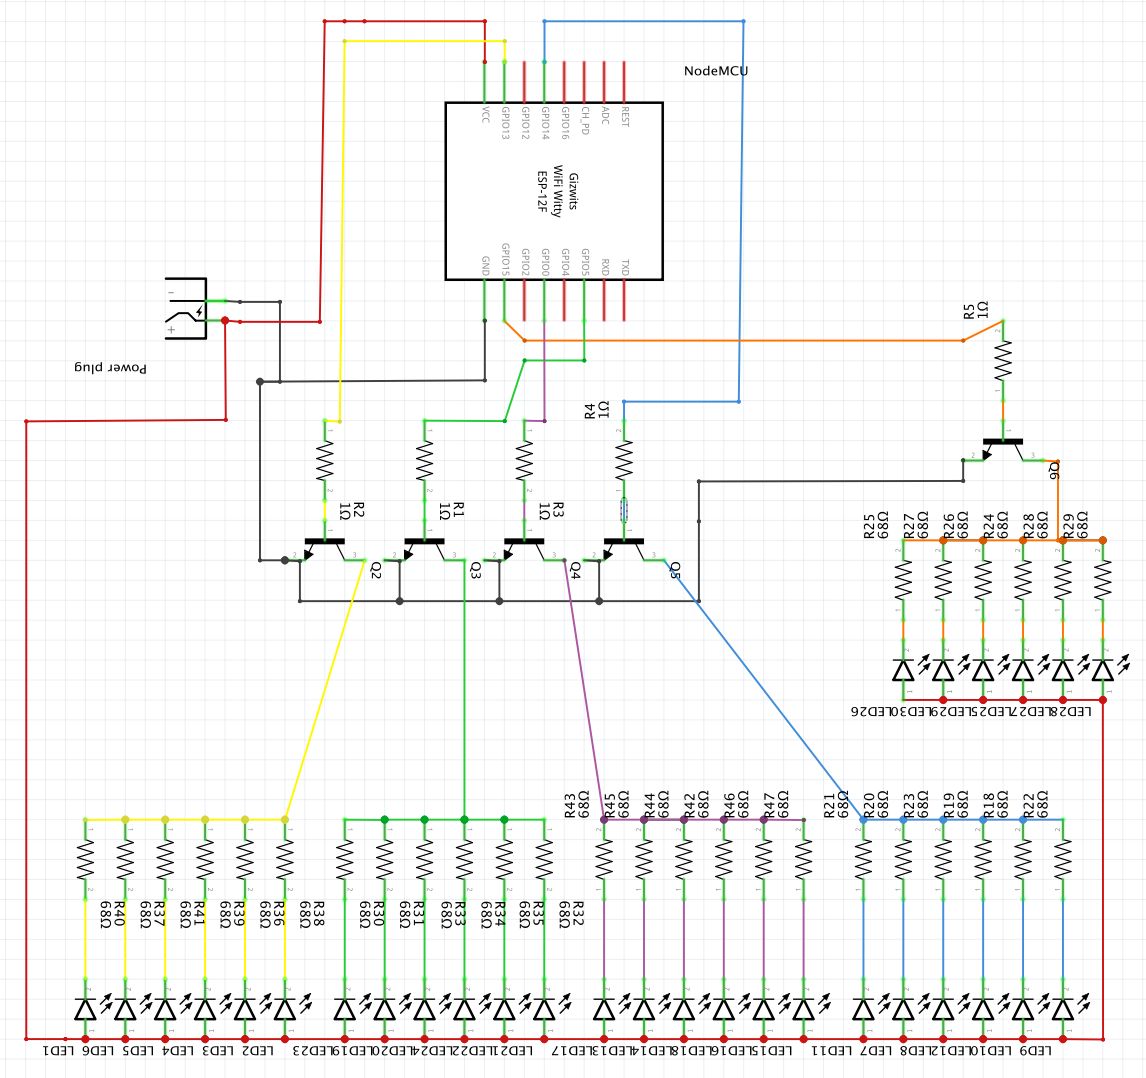 NodeMCU
VCC
GPIO13
GPIO12
GPIO14
GPIO16
CH_PD
ADC
REST
Gizwits
WiFi Witty
ESP-12F
GND
GPIO15
GPIO2
GPIO0
GPIO4
GPIO5
RXD
TXD
Power plug
R5
1Ω
R4
1Ω
R2
1Ω
R1
1Ω
R3
1Ω
Q2
Q3
Q4
Q5
Q6
R25
68Ω
R27
68Ω
R26
68Ω
R24
68Ω
R28
68Ω
R29
68Ω
LED26
LED30
LED29
LED25
LED27
LED28
R43
68Ω
R45
68Ω
R44
68Ω
R42
68Ω
R46
68Ω
R47
68Ω
R21
68Ω
R20
68Ω
R23
68Ω
R19
68Ω
R18
68Ω
R22
68Ω
R40
68Ω
R37
68Ω
R41
68Ω
R39
68Ω
R36
68Ω
R38
68Ω
R30
68Ω
R31
68Ω
R33
68Ω
R34
68Ω
R35
68Ω
R32
68Ω
LED1
LED6
LED5
LED4
LED3
LED2
LED23
LED19
LED20
LED24
LED22
LED21
LED17
LED13
LED14
LED18
LED16
LED15
LED11
LED7
LED8
LED12
LED10
LED9